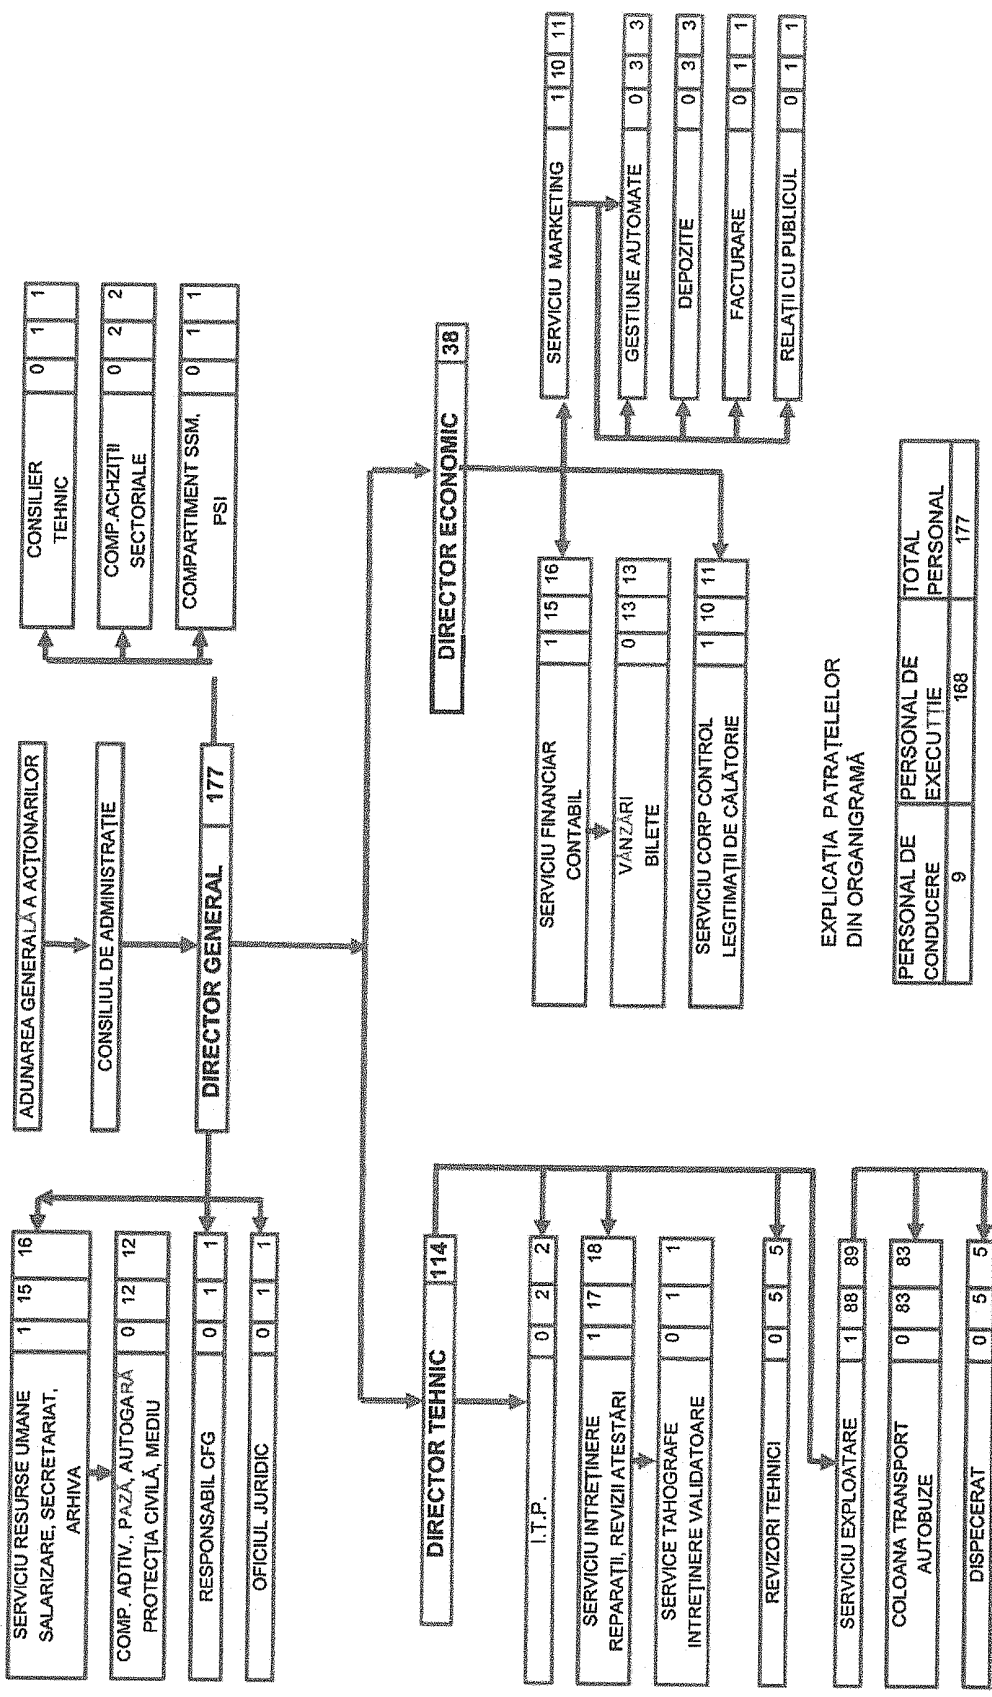 ADUNAREA GENERALĂ A ACȚIONARILOR
CONSILIUL DE ADMINISTRAȚIE
DIRECTOR GENERAL 177
CONSILIER
TEHNIC
0 1 1
COMP.ACHZIȚII
SECTORIALE
0 2 2
COMPARTIMENT SSM,
PSI
0 1 1
SERVICIU RESURSE UMANE
SALARIZARE, SECRETARIAT,
ARHIVA
1 15 16
COMP. ADTIV., PAZĂ, AUTOGARĂ
PROTECȚIA CIVILĂ, MEDIU
0 12 12
RESPONSABIL CFG 0 1 1
OFICIUL JURIDIC 0 1 1
DIRECTOR TEHNIC 114
I.T.P. 0 2 2
SERVICIU INTREȚINERE
REPARAȚII, REVIZII ATESTĂRI
1 17 18
SERVICE TAHOGRAFE
INTREȚINERE VALIDATOARE
0 1 1
REVIZORI TEHNICI 0 5 5
SERVICIU EXPLOATARE 1 88 89
COLOANA TRANSPORT
AUTOBUZE
0 83 83
DISPECERAT 0 5 5
DIRECTOR ECONOMIC 38
SERVICIU FINANCIAR
CONTABIL
1 15 16
VÂNZĂRI
BILETE
0 13 13
SERVICIU CORP CONTROL
LEGITIMAȚII DE CĂLĂTORIE
1 10 11
SERVICIU MARKETING 1 10 11
GESTIUNE AUTOMATE 0 3 3
DEPOZITE 0 3 3
FACTURARE 0 1 1
RELAȚII CU PUBLICUL 0 1 1
EXPLICAȚIA PATRAȚELELOR
DIN ORGANIGRAMĂ
PERSONAL DE
CONDUCERE
PERSONAL DE
EXECUTTIE
TOTAL
PERSONAL
9 168 177